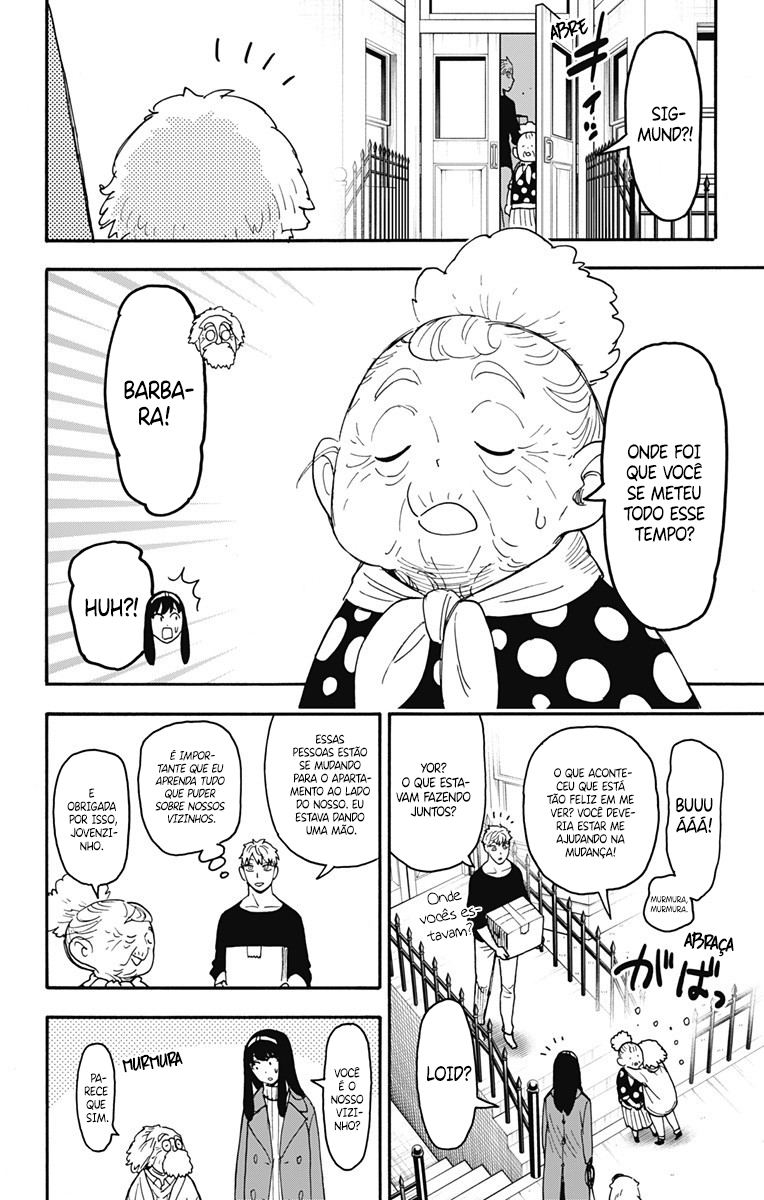 ABRE
キィッ
SIG-
MUND?!
ONDE FOI
QUE VOCÊ
SE METEU
TODO ESSE
TEMPO?
BARBA-
RA!
HUH?!
BUUU
ÁÁÁ!
MURMURA,
MURMURA.
ABRAÇA
がばっ
O QUE ACONTE-
CEU QUE ESTÁ
TÃO FELIZ EM ME
VER? VOCÊ DEVE-
RIA ESTAR ME
AJUDANDO NA
MUDANÇA!
YOR?
O QUE ESTA-
VAM FAZENDO
JUNTOS?
Onde
vocês es-
tavam?
LOID?
ESSAS
PESSOAS ESTÃO
SE MUDANDO
PARA O APARTA-
MENTO AO LADO
DO NOSSO. EU
ESTAVA DANDO
UMA MÃO.
É IMPOR-
TANTE QUE EU
APRENDA TUDO
QUE PUDER
SOBRE NOSSOS
VIZINHOS.
E
OBRIGADA
POR ISSO,
JOVENZI-
NHO.
VOCÊ
É O
NOSSO
VIZI-
NHO?
MURMURA
PA-
RECE
QUE
SIM.